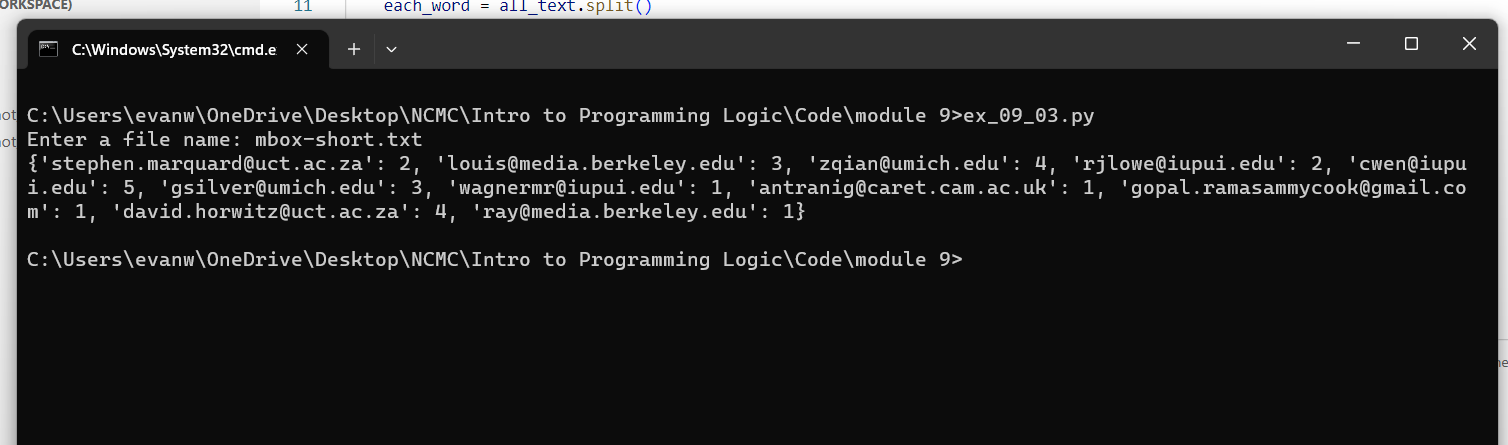 ORKSPACE)
11 each_word = all_text.split()
C:\Windows\System32\cmd.e
not
C:\Users\evanw\OneDrive\Desktop\NCMC\Intro to Programming Logic\Code\module 9>ex_09_03.py
not
Enter a file name: mbox-short.txt
{'stephen.marquard@uct.ac.za': 2, 'louis@media.berkeley.edu': 3, 'zqian@umich.edu': 4, 'rjlowe@iupui.edu': 2, 'cwen@iupu
i.edu': 5, 'gsilver@umich.edu': 3, 'wagnermr@iupui.edu': 1, 'antranig@caret.cam.ac.uk': 1, 'gopal.ramasammycook@gmail.co
m': 1, 'david.horwitz@uct.ac.za': 4, 'ray@media.berkeley.edu': 1}
C:\Users\evanw\OneDrive\Desktop\NCMC\Intro to Programming Logic\Code\module 9>